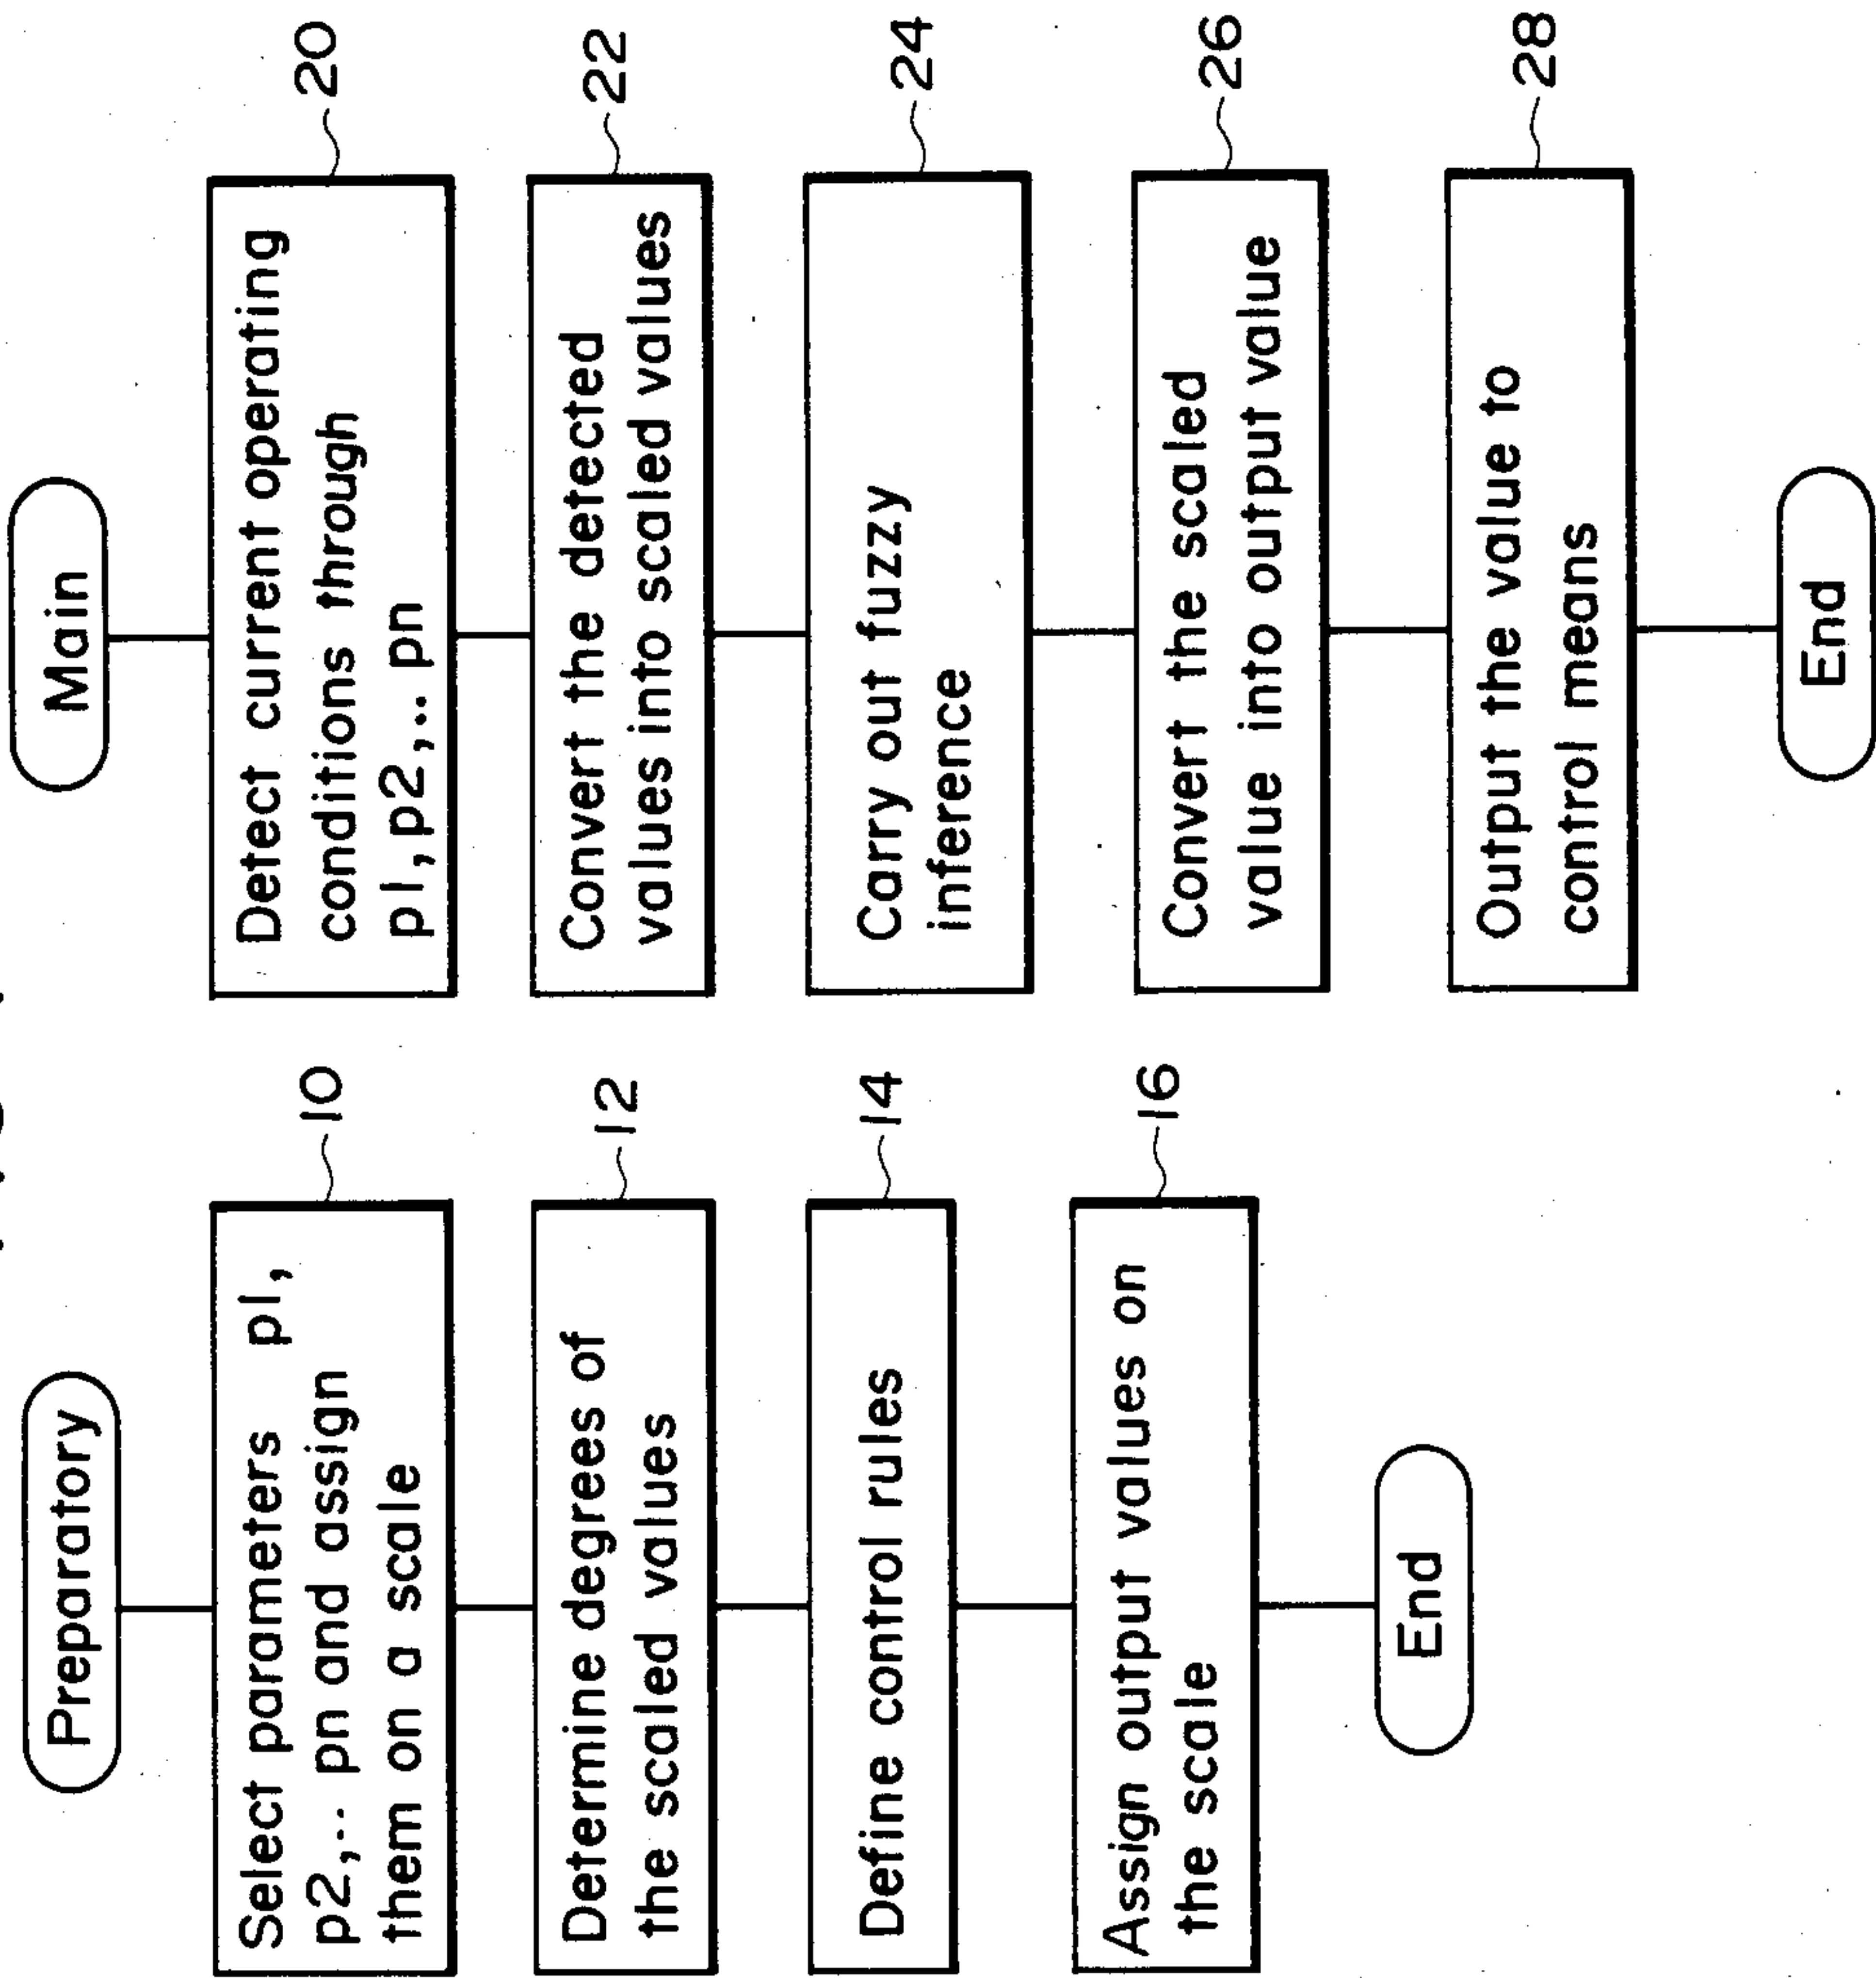 Preparatory
Select parameters p1,
p2,.. pn and assign
them on a scale
10
Determine degrees of
the scaled values
12
Define control rules
14
Assign output values on
the scale
16
End
Main
Detect current operating
conditions through
p1, p2,.. pn
20
Convert the detected
values into scaled values
22
Carry out fuzzy
inference
24
Convert the scaled
value into output value
26
Output the value to
control means
28
End